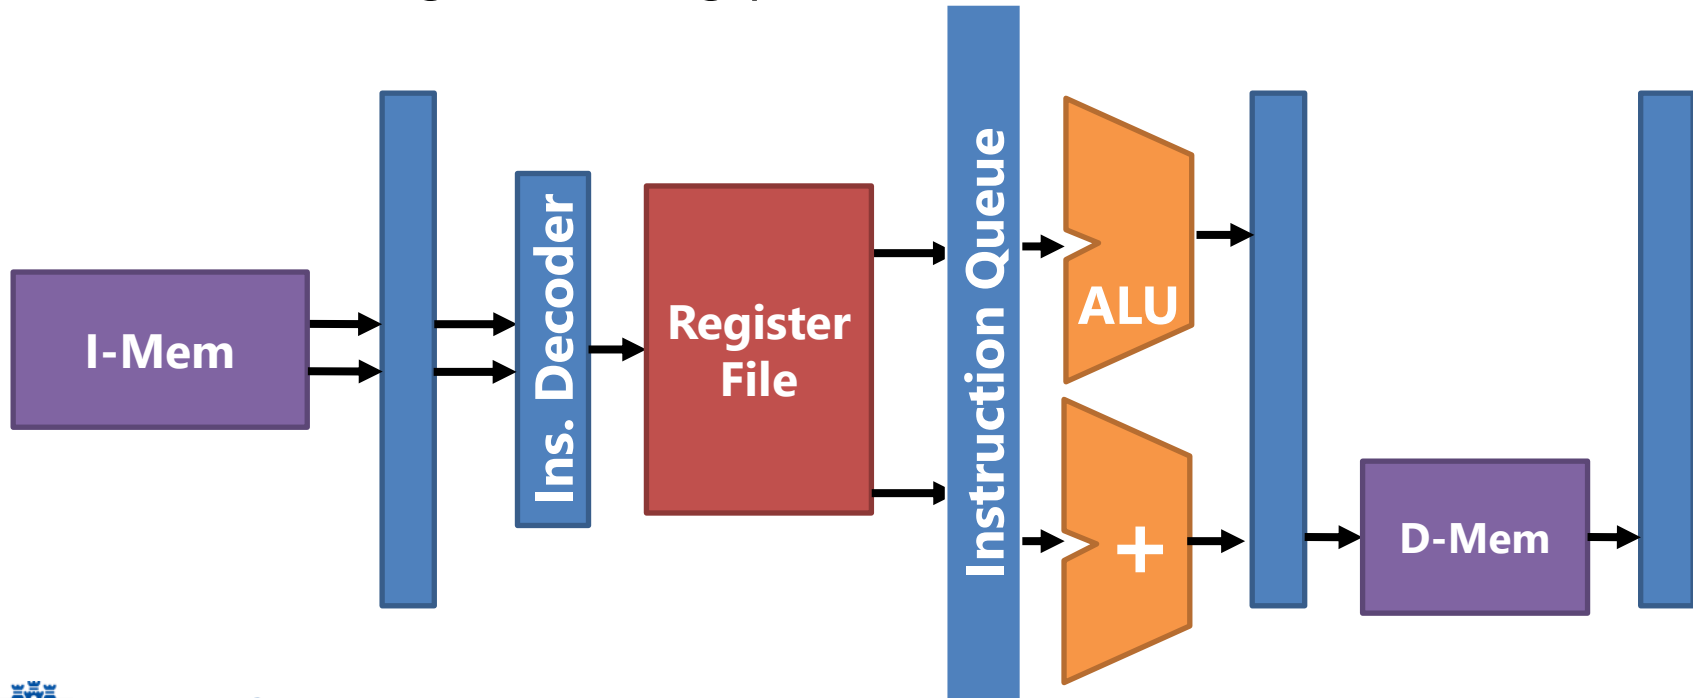 I-Mem
Ins. Decoder
Register
File
Instruction Queue
ALU
+
D-Mem